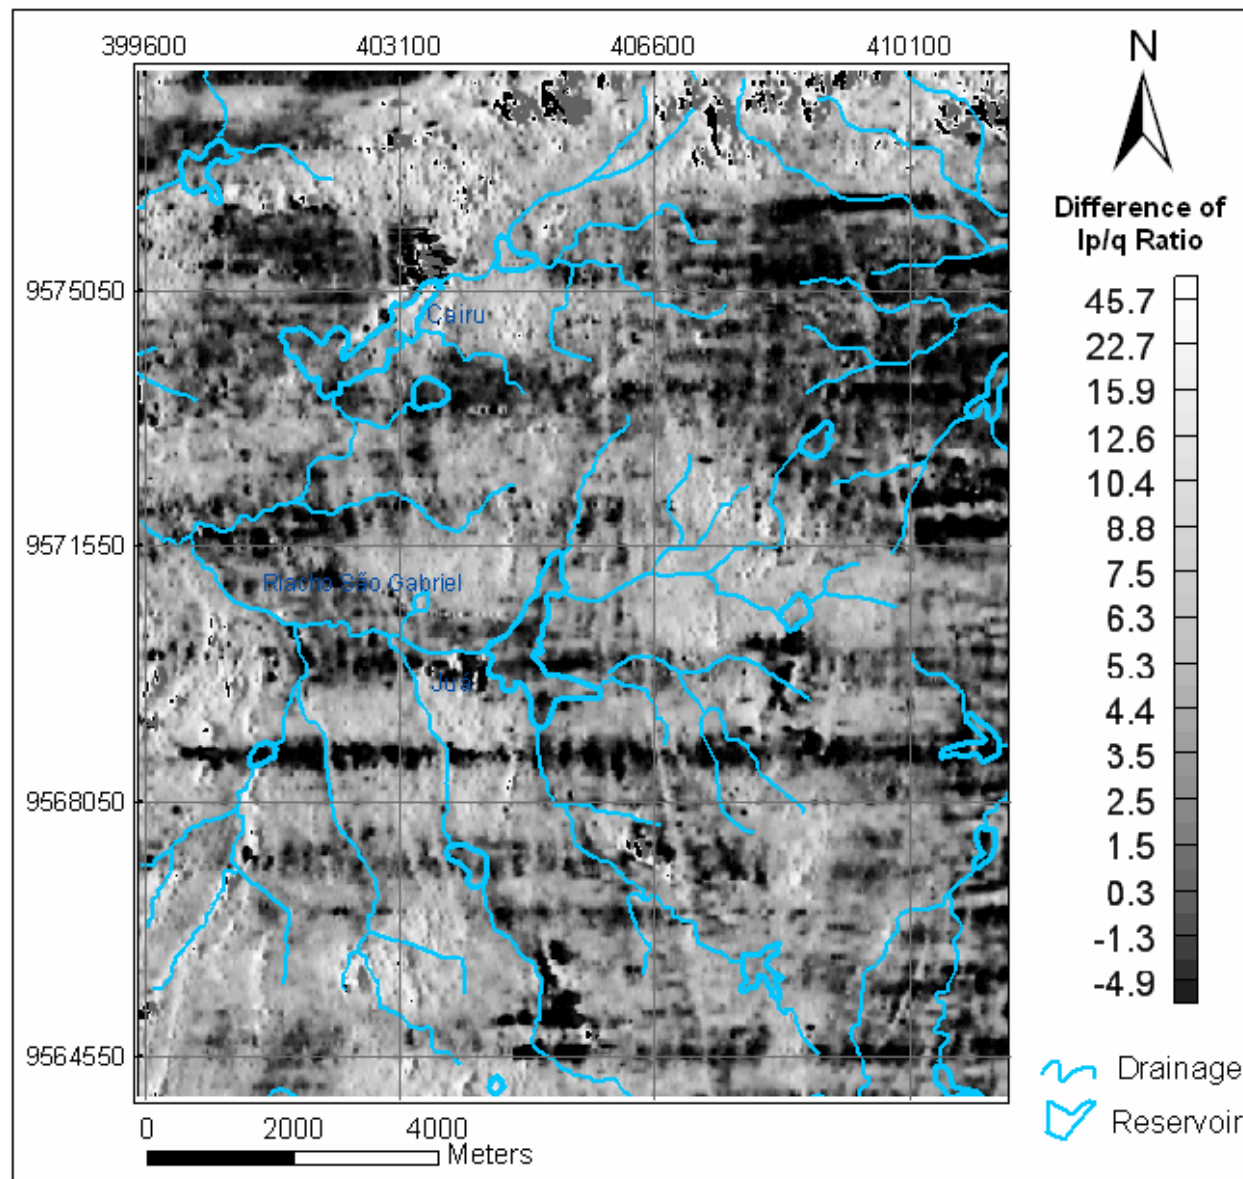 399600 403100 406600 410100
N
Difference of
Ip/q Ratio
9575050
9571550
9568050
9564550
Cairu
Riacho São Gabriel
Juá
45.7
22.7
15.9
12.6
10.4
8.8
7.5
6.3
5.3
4.4
3.5
2.5
1.5
0.3
-1.3
-4.9
Drainage
Reservoir
0 2000 4000
Meters